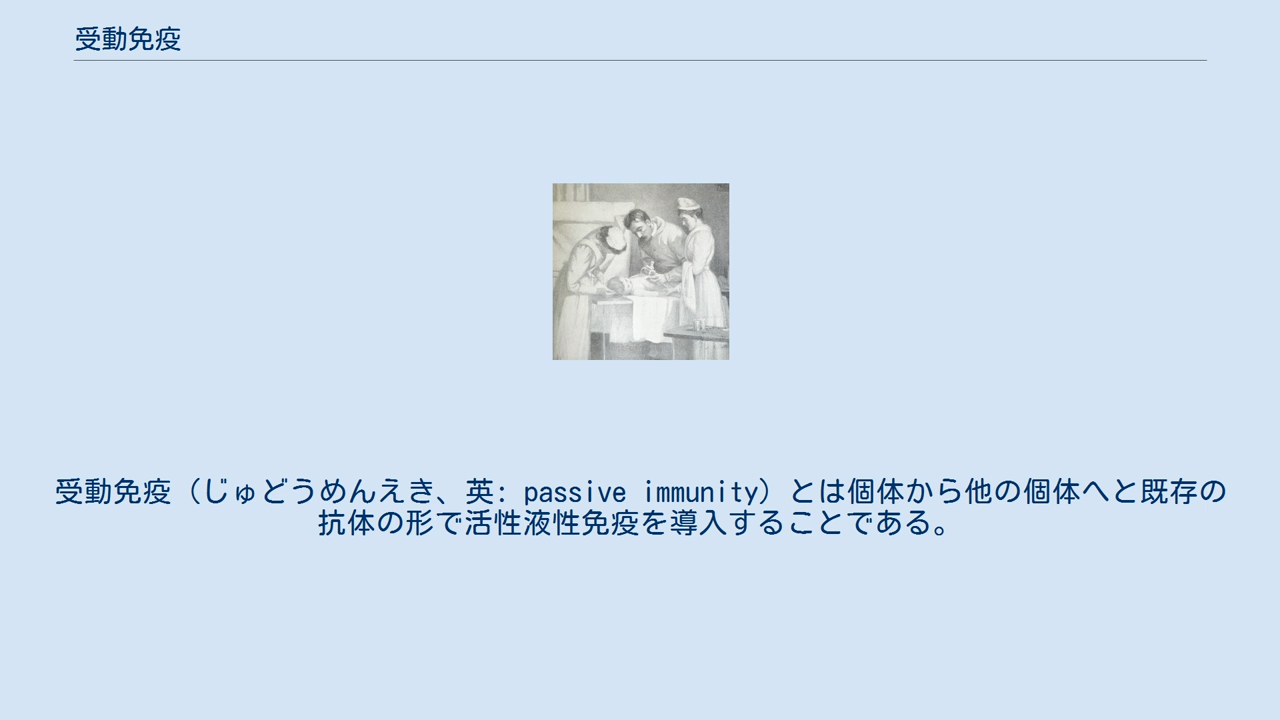 受動免疫
受動免疫（じゅどうめんえき、英: passive immunity）とは個体から他の個体へと既存の
抗体の形で活性液性免疫を導入することである。